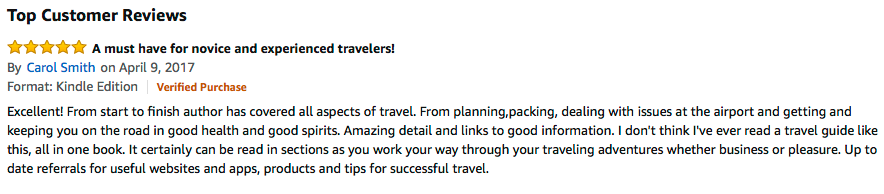 Top Customer Reviews
A must have for novice and experienced travelers!
By Carol Smith on April 9, 2017
Format: Kindle Edition | Verified Purchase
Excellent! From start to finish author has covered all aspects of travel. From planning,packing, dealing with issues at the airport and getting and
keeping you on the road in good health and good spirits. Amazing detail and links to good information. I don't think I've ever read a travel guide like
this, all in one book. It certainly can be read in sections as you work your way through your traveling adventures whether business or pleasure. Up to
date referrals for useful websites and apps, products and tips for successful travel.